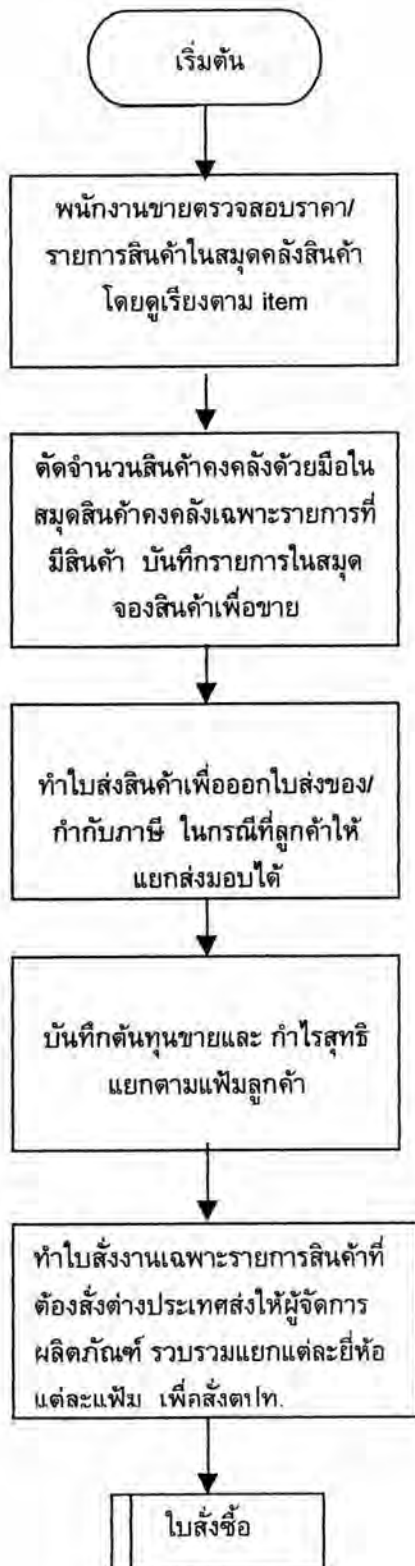 เริ่มต้น
พนักงานขายตรวจสอบราคา/
รายการสินค้าในสมุดคลังสินค้า
โดยดูเรียงตาม item
ตัดจำนวนสินค้าคงคลังด้วยมือใน
สมุดสินค้าคงคลังเฉพาะรายการที่
มีสินค้า บันทึกรายการในสมุด
จองสินค้าเพื่อขาย
ทำใบส่งสินค้าเพื่อออกใบส่งของ/
กำกับภาษี ในกรณีที่ลูกค้าให้
แยกส่งมอบได้
บันทึกต้นทุนขายและ กำไรสุทธิ
แยกตามแฟ้มลูกค้า
ทำใบสั่งงานเฉพาะรายการสินค้าที่
ต้องสั่งต่างประเทศส่งให้ผู้จัดการ
ผลิตภัณฑ์ รวบรวมแยกแต่ละยี่ห้อ
แต่ละแฟ้ม เพื่อสั่งตปท.
ใบสั่งซื้อ